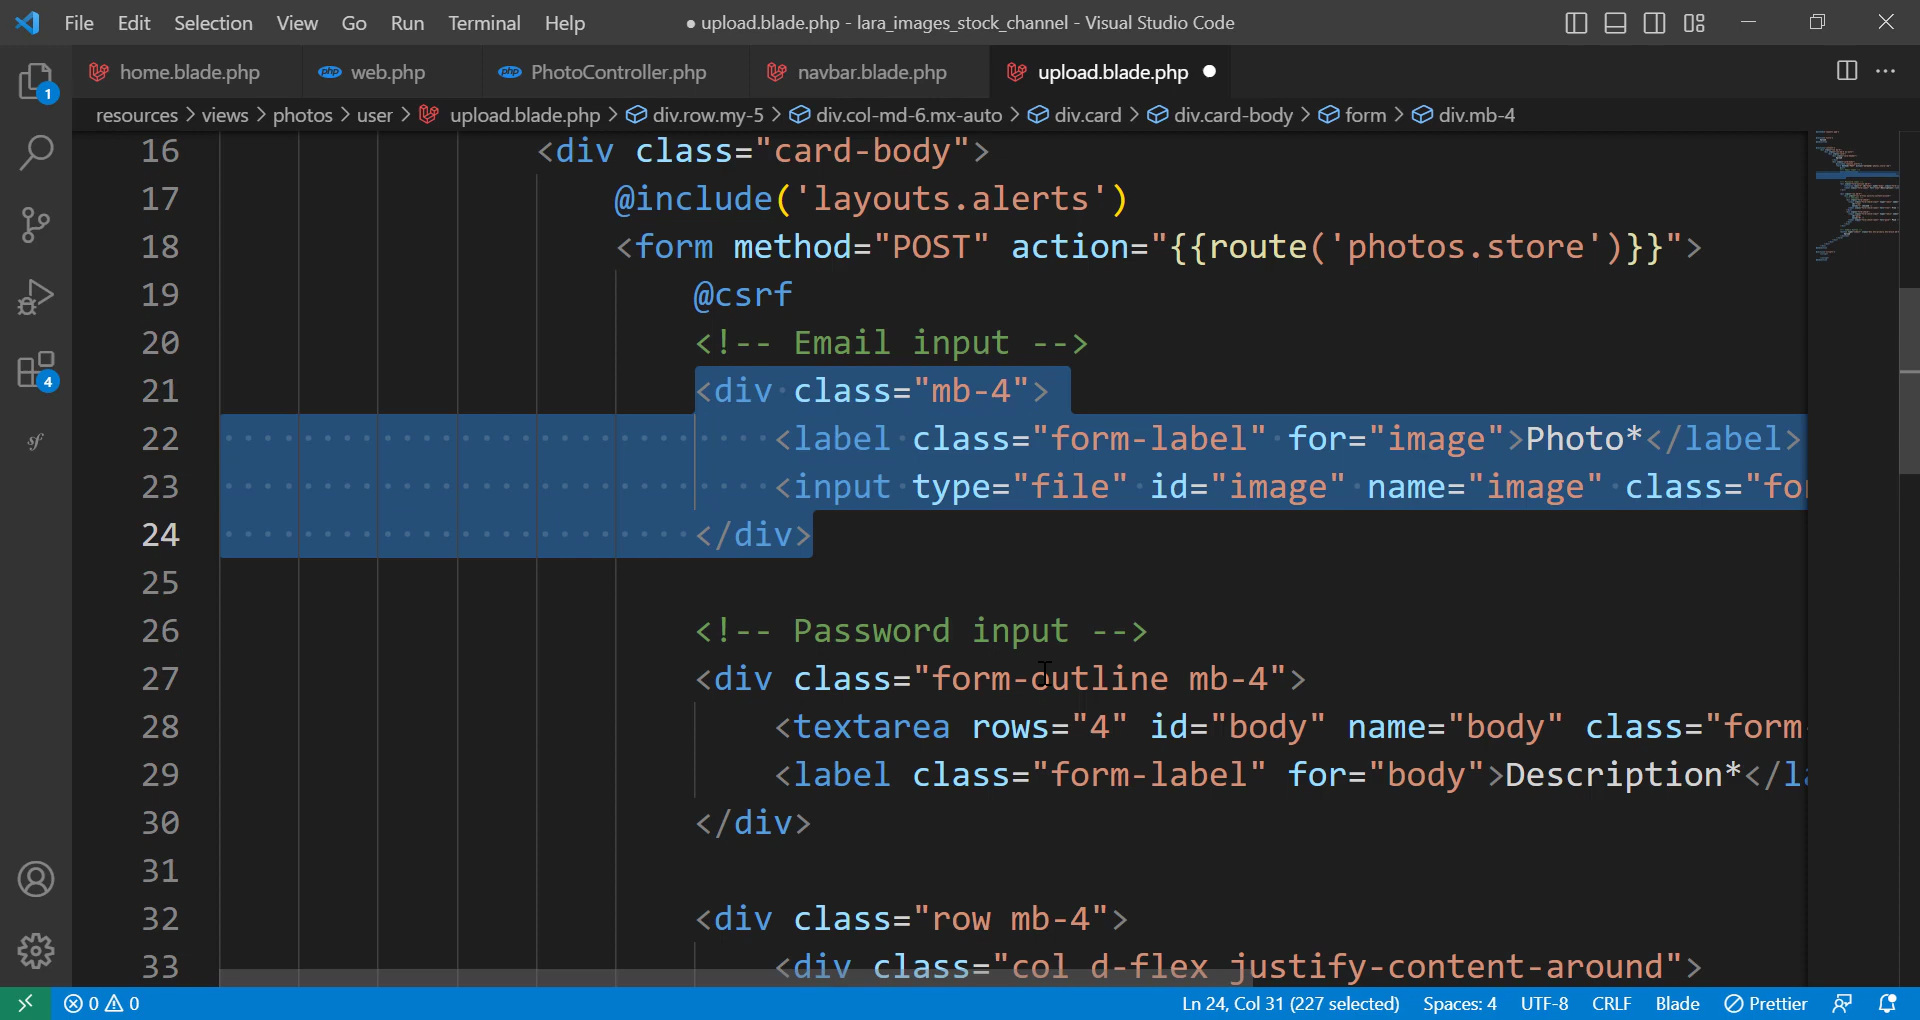 File Edit Selection View Go Run Terminal Help ● upload.blade.php - lara_images_stock_channel - Visual Studio Code
home.blade.php php web.php php PhotoController.php navbar.blade.php upload.blade.php ●
resources > views > photos > user > upload.blade.php > div.row.my-5 > div.col-md-6.mx-auto > div.card > div.card-body > form > div.mb-4
16 <div class="card-body">
17 @include('layouts.alerts')
18 <form method="POST" action="{{route('photos.store')}}">
19 @csrf
20 <!-- Email input -->
21 <div class="mb-4">
22 <label class="form-label" for="image">Photo*</label>
23 <input type="file" id="image" name="image" class="fo
24 </div>
25
26 <!-- Password input -->
27 <div class="form-outline mb-4">
28 <textarea rows="4" id="body" name="body" class="form
29 <label class="form-label" for="body">Description*</l
30 </div>
31
32 <div class="row mb-4">
33 <div class="col d-flex justify-content-around">
1
4
sf
0 0 Ln 24, Col 31 (227 selected) Spaces: 4 UTF-8 CRLF Blade Prettier